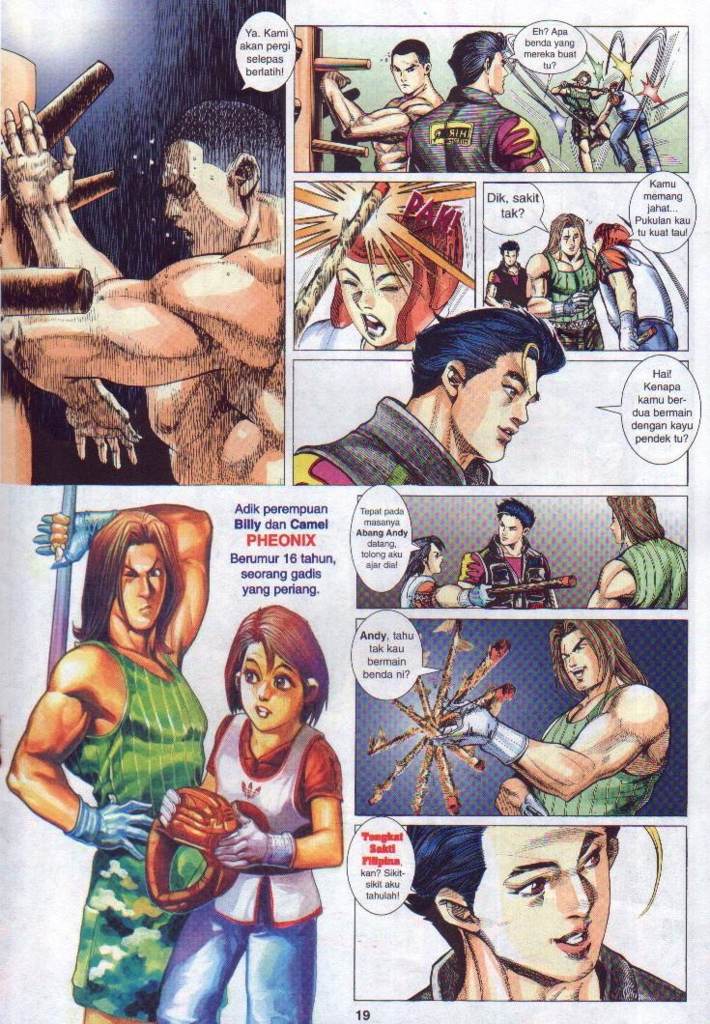 Ya. Kami
akan pergi
selepas
berlatih!
Eh? Apa
benda yang
mereka buat
tu?
PAK!
Dik, sakit
tak?
Kamu
memang
jahat...
Pukulan kau
tu kuat tau!
Hai!
Kenapa
kamu ber-
dua bermain
dengan kayu
pendek tu?
Adik perempuan
Billy dan Camel
PHEONIX
Berumur 16 tahun,
seorang gadis
yang periang.
Tepat pada
masanya
Abang Andy
datang,
tolong aku
ajar dia!
Andy, tahu
tak kau
bermain
benda ni?
Tongkat
Sakti
Filipina,
kan? Sikit-
sikit aku
tahulah!
19